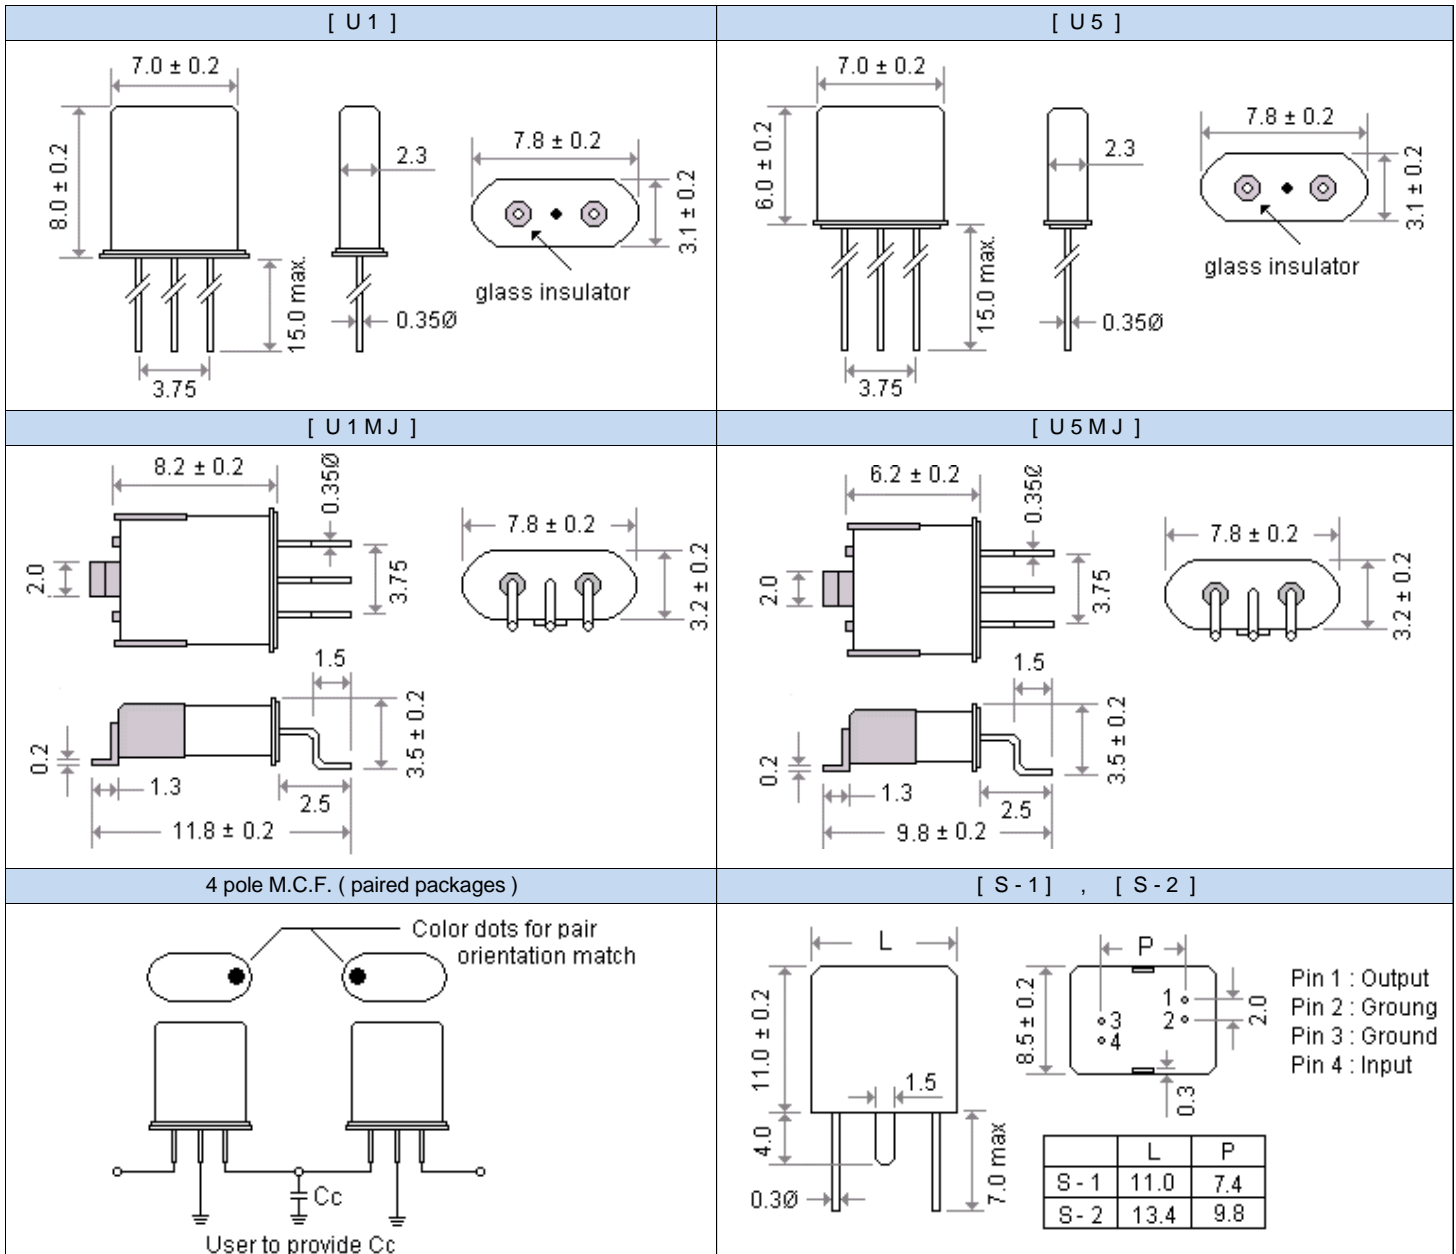 [ U 1 ]
7.0 ± 0.2
8.0 ± 0.2
2.3
7.8 ± 0.2
3.1 ± 0.2
glass insulator
15.0 max.
0.35Ø
3.75
[ U 5 ]
7.0 ± 0.2
6.0 ± 0.2
2.3
7.8 ± 0.2
3.1 ± 0.2
glass insulator
15.0 max.
0.35Ø
3.75
[ U 1 M J ]
8.2 ± 0.2
0.35Ø
2.0
3.75
7.8 ± 0.2
3.2 ± 0.2
1.5
3.5 ± 0.2
0.2
1.3
2.5
11.8 ± 0.2
[ U 5 M J ]
6.2 ± 0.2
0.35Ø
2.0
3.75
7.8 ± 0.2
3.2 ± 0.2
1.5
3.5 ± 0.2
0.2
1.3
2.5
9.8 ± 0.2
4 pole M.C.F. ( paired packages )
Color dots for pair
orientation match
Cc
User to provide Cc
[ S - 1 ] , [ S - 2 ]
L
11.0 ± 0.2
1.5
4.0
0.3Ø
7.0 max
P
8.5 ± 0.2
1
2
3
4
2.0
0.3
Pin 1 : Output
Pin 2 : Groung
Pin 3 : Ground
Pin 4 : Input
L P
S - 1 11.0 7.4
S - 2 13.4 9.8